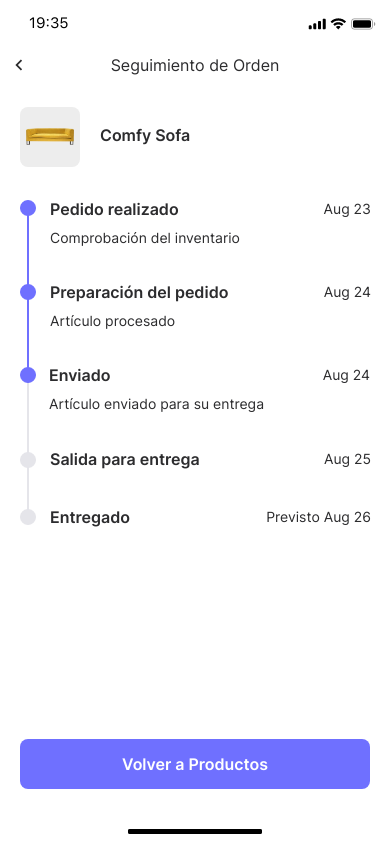 19:35
Seguimiento de Orden
Comfy Sofa
Pedido realizado Aug 23
Comprobación del inventario
Preparación del pedido Aug 24
Artículo procesado
Enviado Aug 24
Artículo enviado para su entrega
Salida para entrega Aug 25
Entregado Previsto Aug 26
Volver a Productos